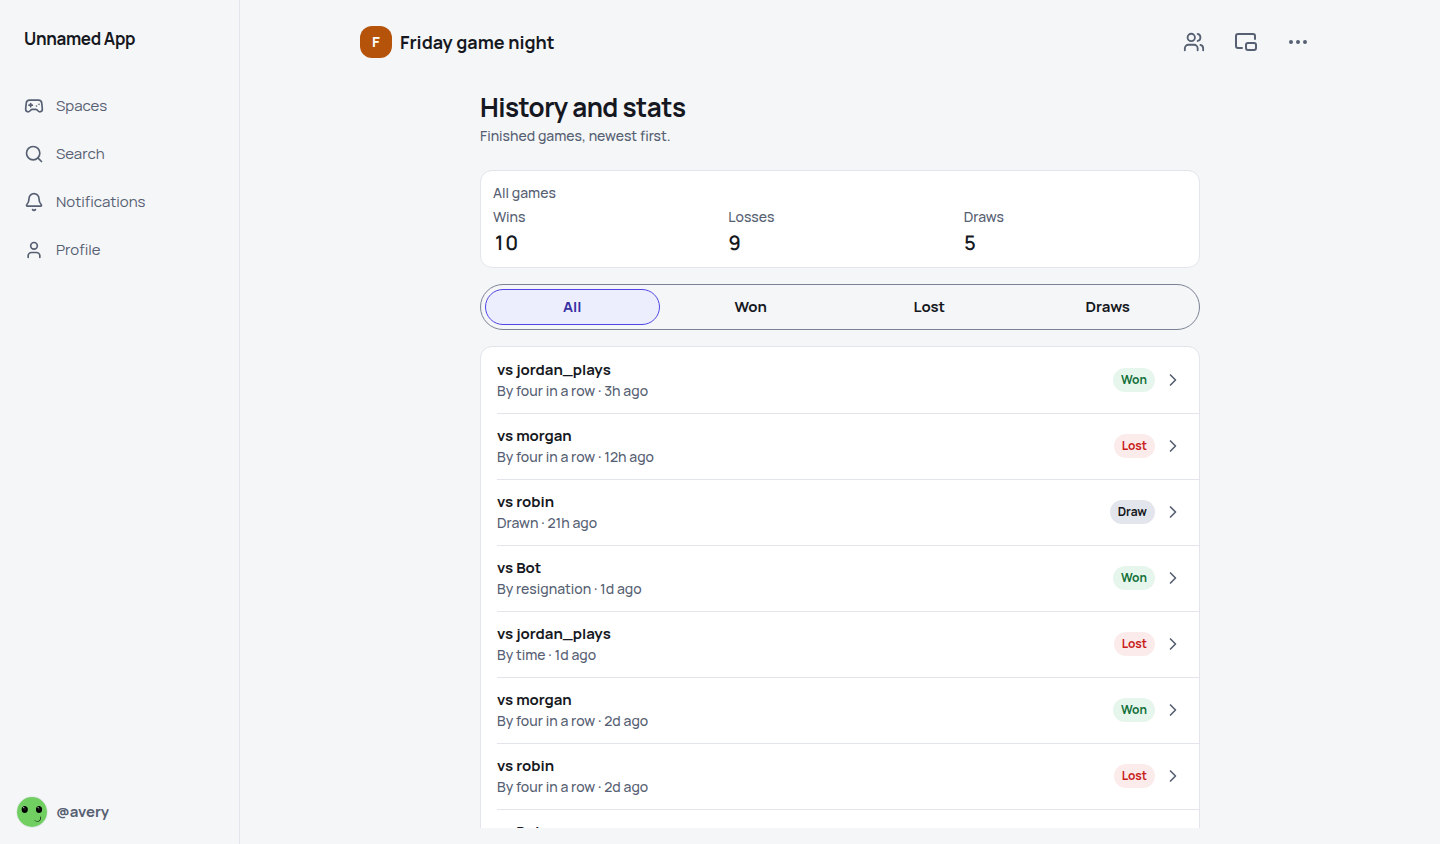 Unnamed App
Spaces
Search
Notifications
Profile
@avery
F
Friday game night
History and stats
Finished games, newest first.
All games
Wins
Losses
Draws
10
9
5
All
Won
Lost
Draws
vs jordan_plays
By four in a row · 3h ago
Won
vs morgan
By four in a row · 12h ago
Lost
vs robin
Drawn · 21h ago
Draw
vs Bot
By resignation · 1d ago
Won
vs jordan_plays
By time · 1d ago
Lost
vs morgan
By four in a row · 2d ago
Won
vs robin
By four in a row · 2d ago
Lost